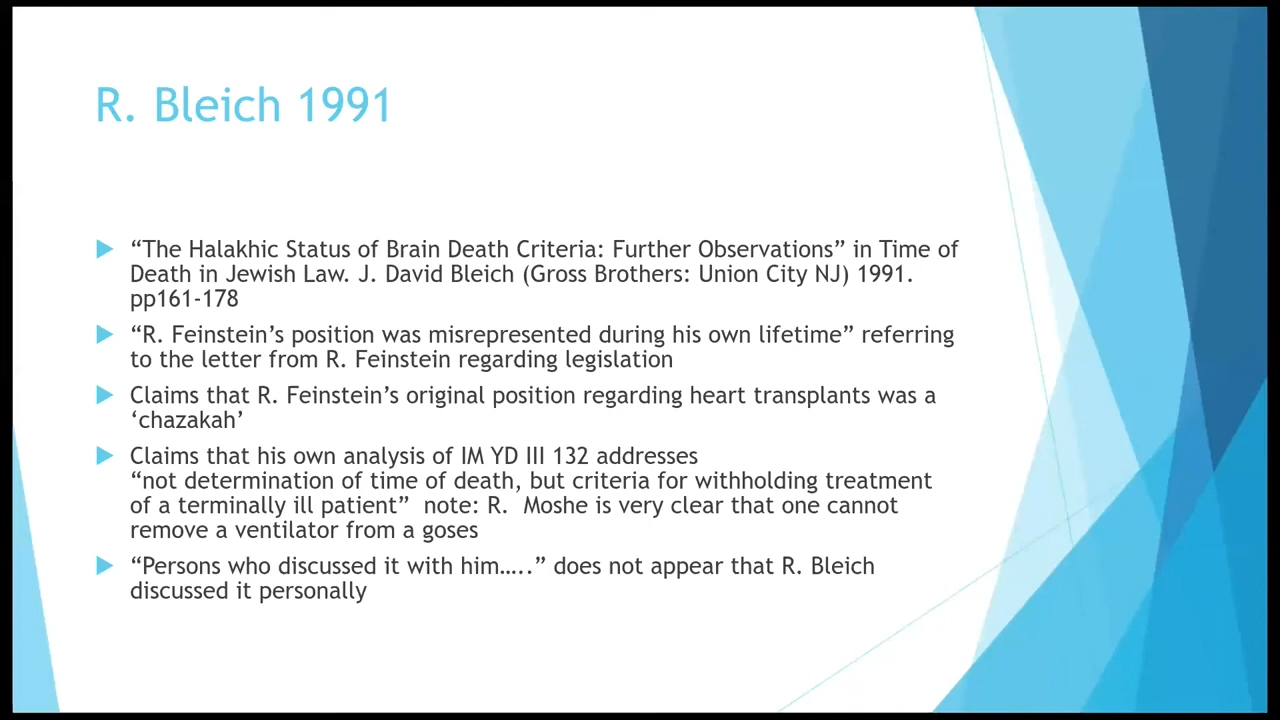 R. Bleich 1991
“The Halakhic Status of Brain Death Criteria: Further Observations” in Time of
Death in Jewish Law. J. David Bleich (Gross Brothers: Union City NJ) 1991.
pp161-178
“R. Feinstein’s position was misrepresented during his own lifetime” referring
to the letter from R. Feinstein regarding legislation
Claims that R. Feinstein’s original position regarding heart transplants was a
‘chazakah’
Claims that his own analysis of IM YD III 132 addresses
“not determination of time of death, but criteria for withholding treatment
of a terminally ill patient”  note: R.  Moshe is very clear that one cannot
remove a ventilator from a goses
“Persons who discussed it with him…..” does not appear that R. Bleich
discussed it personally